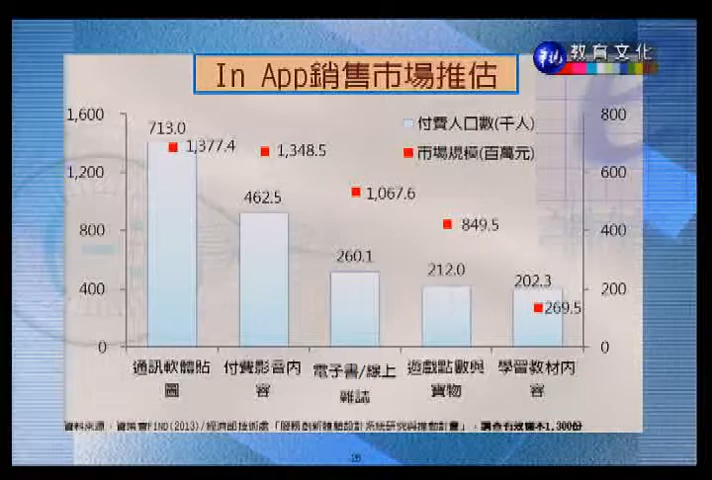 教育文化
In App銷售市場推估
付費人口數(千人)
市場規模(百萬元)
1,600
1,200
800
400
0
800
600
400
200
0
713.0
1,377.4
462.5
1,348.5
260.1
1,067.6
212.0
849.5
202.3
269.5
通訊軟體貼
圖
付費影音內
容
電子書/線上
雜誌
遊戲點數與
寶物
學習教材內
容
資料來源：資策會FIND(2013)/經濟部技術處「服務創新體驗設計系統研究與推動計畫」，調查有效樣本1,300份
26